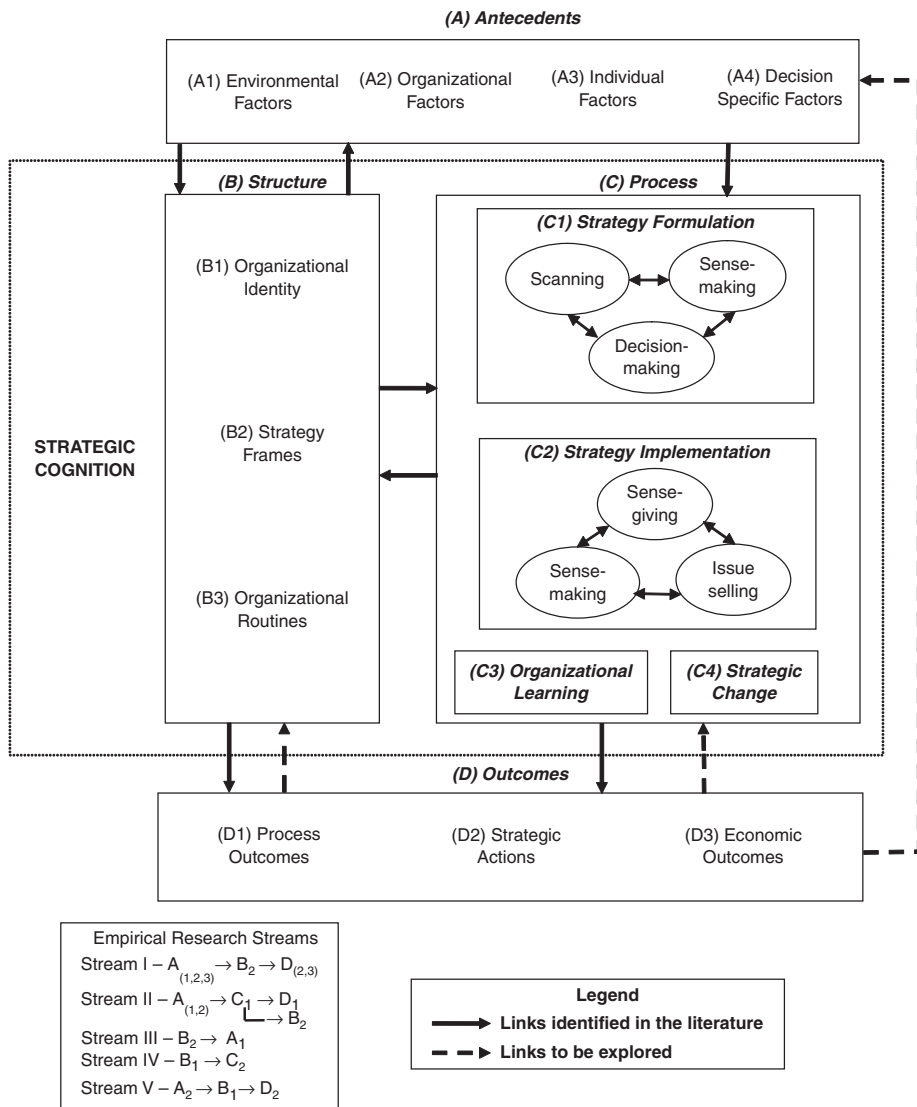 (A) Antecedents
(A1) Environmental
Factors
(A2) Organizational
Factors
(A3) Individual
Factors
(A4) Decision
Specific Factors
(B) Structure
(C) Process
STRATEGIC
COGNITION
(B1) Organizational
Identity
(B2) Strategy
Frames
(B3) Organizational
Routines
(C1) Strategy Formulation
Scanning
Sense-
making
Decision-
making
(C2) Strategy Implementation
Sense-
giving
Sense-
making
Issue
selling
(C3) Organizational
Learning
(C4) Strategic
Change
(D) Outcomes
(D1) Process
Outcomes
(D2) Strategic
Actions
(D3) Economic
Outcomes
Empirical Research Streams
Stream I – A(1,2,3) → B2 → D(2,3)
Stream II – A(1,2) → C1 → D1
→ B2
Stream III – B2 → A1
Stream IV – B1 → C2
Stream V – A2 → B1 → D2
Legend
Links identified in the literature
Links to be explored